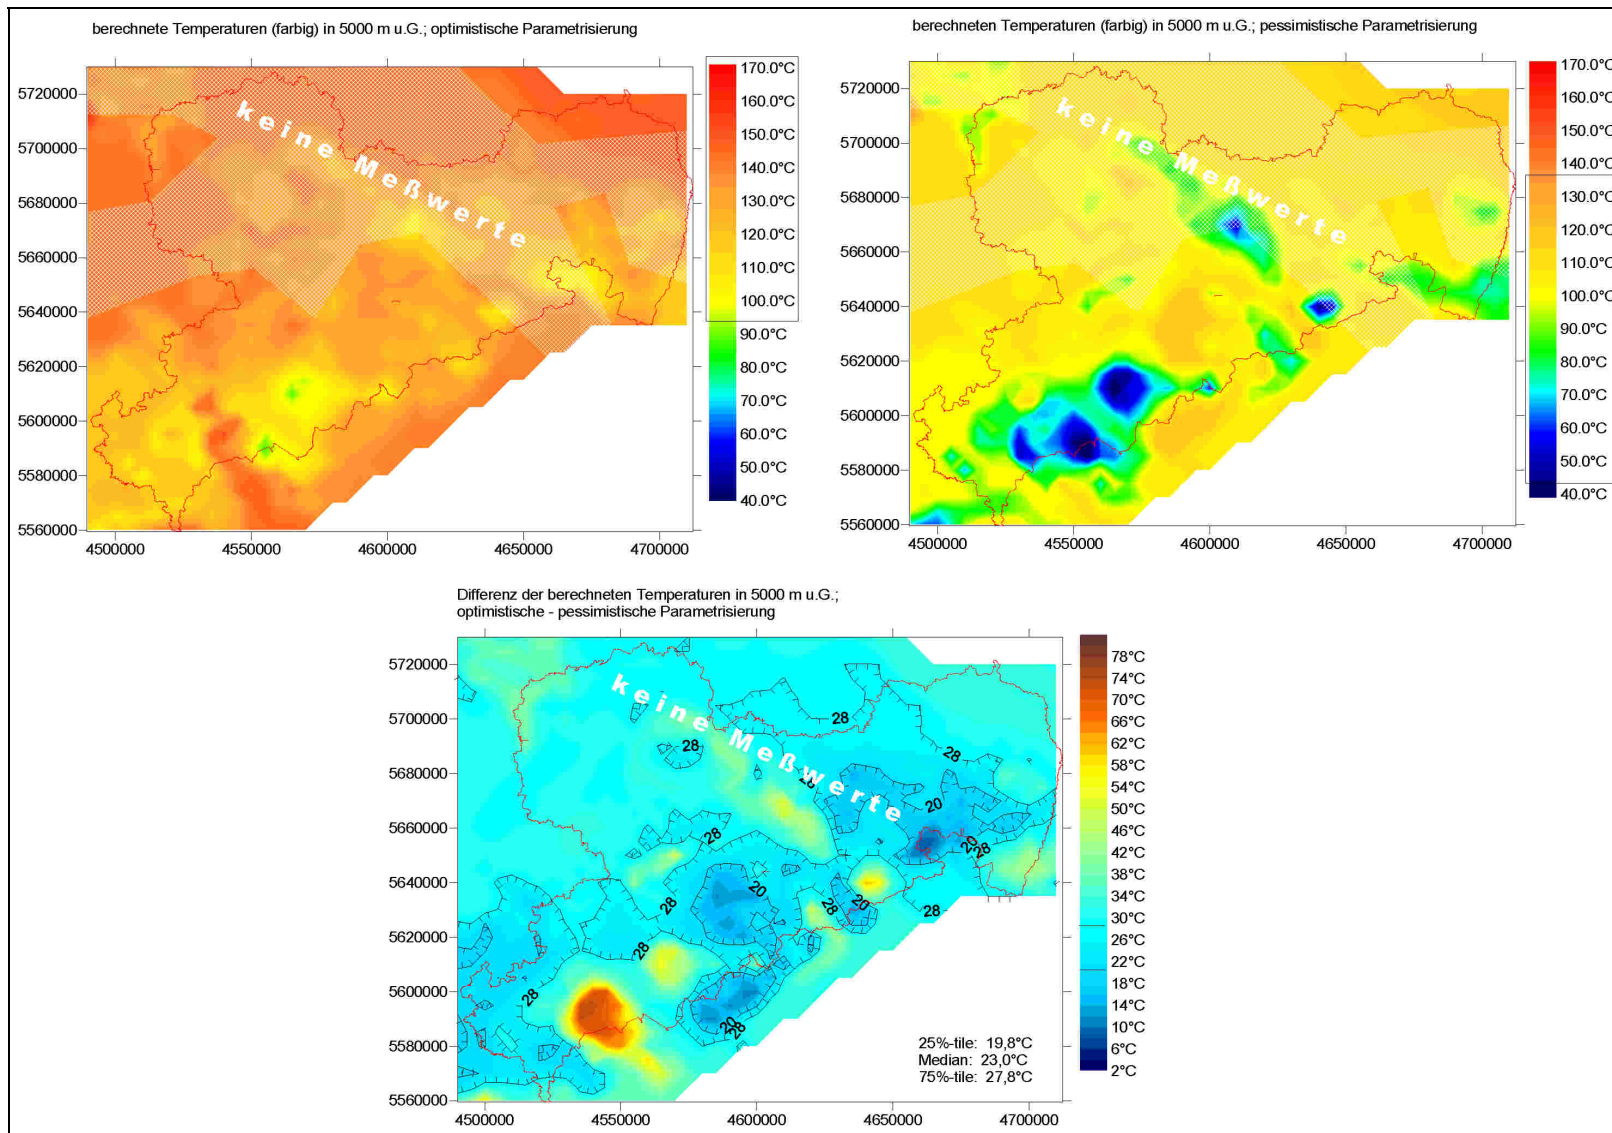 berechnete Temperaturen (farbig) in 5000 m u.G.; optimistische Parametrisierung
keine Meßwerte
5720000
5700000
5680000
5660000
5640000
5620000
5600000
5580000
5560000
4500000 4550000 4600000 4650000 4700000
170.0°C
160.0°C
150.0°C
140.0°C
130.0°C
120.0°C
110.0°C
100.0°C
90.0°C
80.0°C
70.0°C
60.0°C
50.0°C
40.0°C
berechneten Temperaturen (farbig) in 5000 m u.G.; pessimistische Parametrisierung
keine Meßwerte
5720000
5700000
5680000
5660000
5640000
5620000
5600000
5580000
5560000
4500000 4550000 4600000 4650000 4700000
170.0°C
160.0°C
150.0°C
140.0°C
130.0°C
120.0°C
110.0°C
100.0°C
90.0°C
80.0°C
70.0°C
60.0°C
50.0°C
40.0°C
Differenz der berechneten Temperaturen in 5000 m u.G.;
optimistische - pessimistische Parametrisierung
keine Meßwerte
5720000
5700000
5680000
5660000
5640000
5620000
5600000
5580000
5560000
4500000 4550000 4600000 4650000 4700000
28
28
28
28
20
28
20
28
20
28
28
20
28
28
28
20
28
25%-tile: 19,8°C
Median: 23,0°C
75%-tile: 27,8°C
78°C
74°C
70°C
66°C
62°C
58°C
54°C
50°C
46°C
42°C
38°C
34°C
30°C
26°C
22°C
18°C
14°C
10°C
6°C
2°C